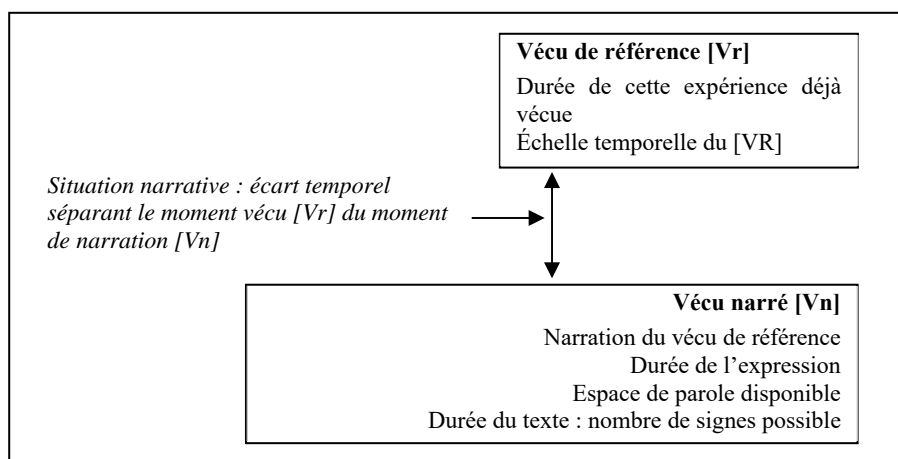 Vécu de référence [Vr]
Durée de cette expérience déjà
vécue
Échelle temporelle du [VR]
Situation narrative : écart temporel
séparant le moment vécu [Vr] du moment
de narration [Vn]
Vécu narré [Vn]
Narration du vécu de référence
Durée de l’expression
Espace de parole disponible
Durée du texte : nombre de signes possible